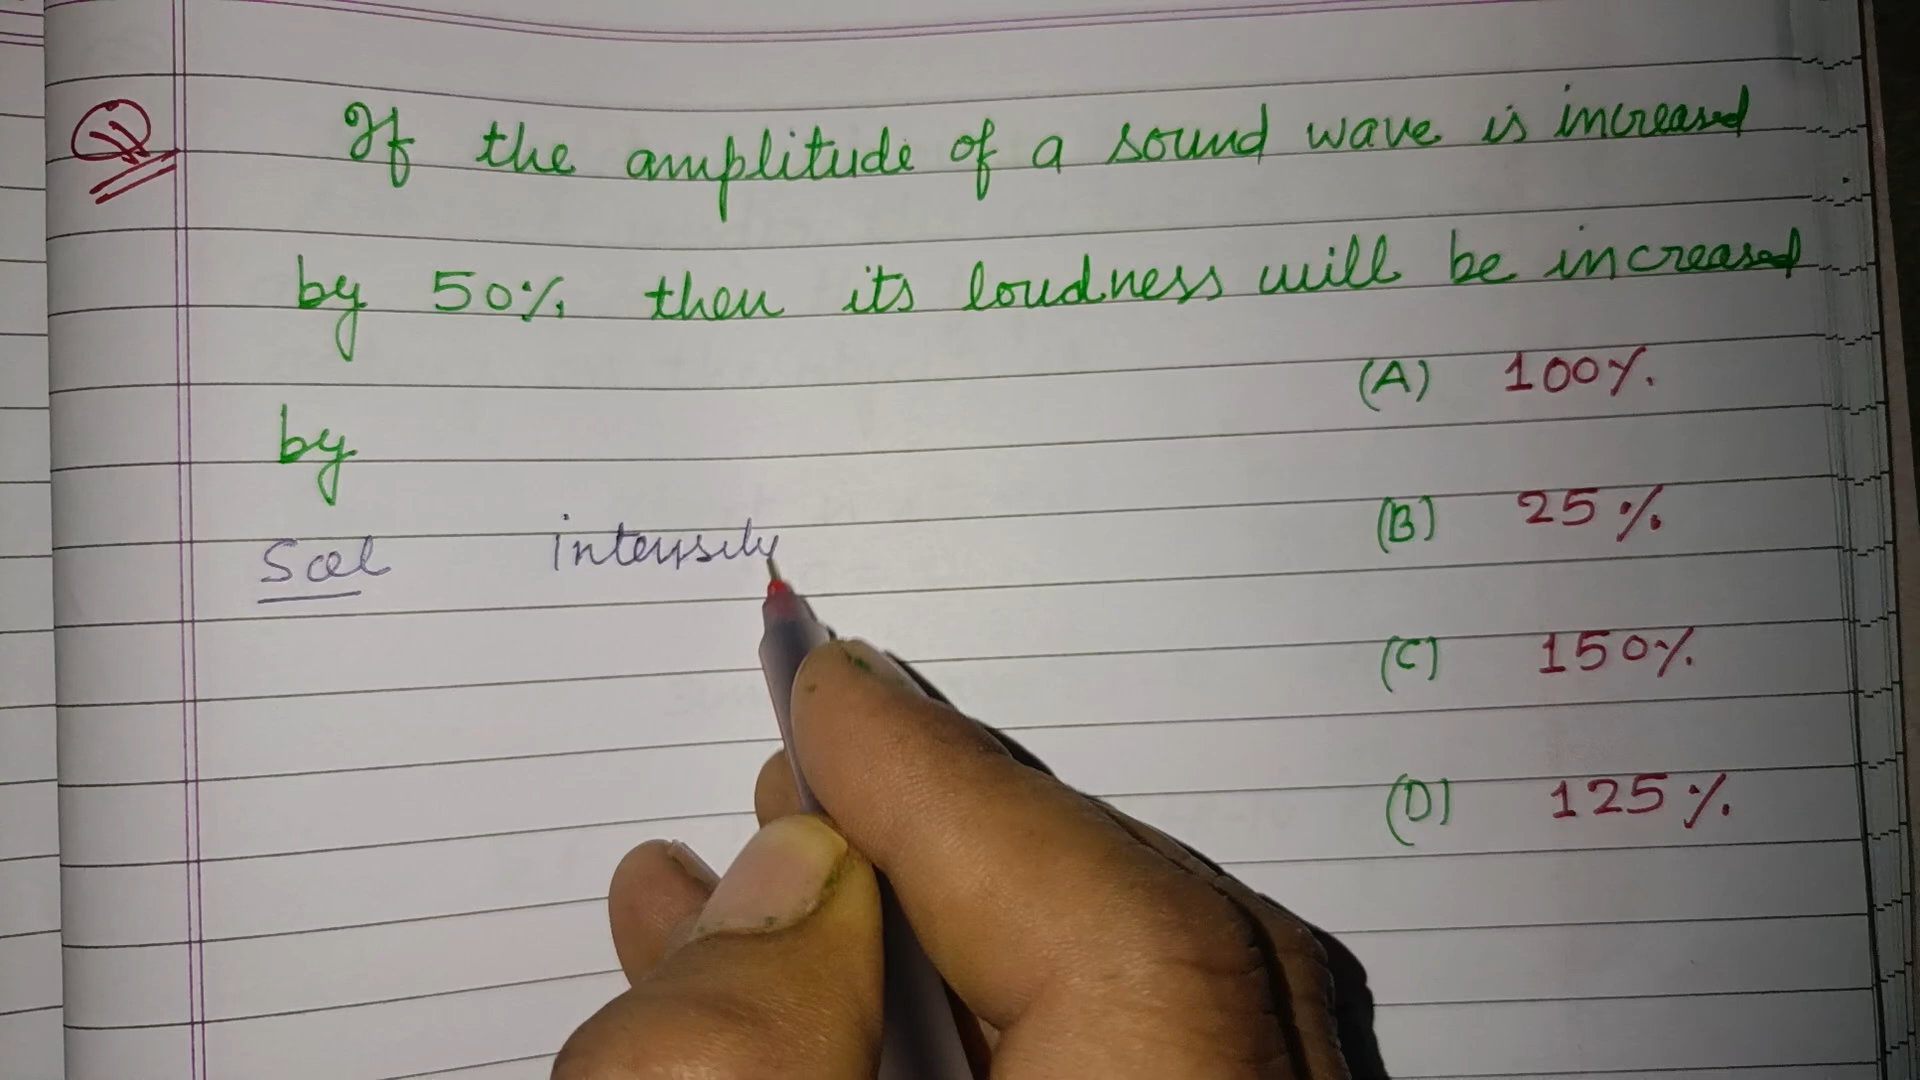 Q If the amplitude of a sound wave is increased
by 50% then its loudness will be increased
by
(A) 100%
(B) 25%
Sol intensity
(C) 150%
(D) 125%